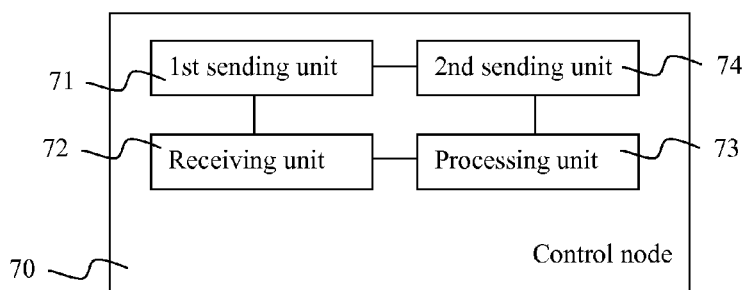 71
1st sending unit
2nd sending unit
74
72
Receiving unit
Processing unit
73
70
Control node